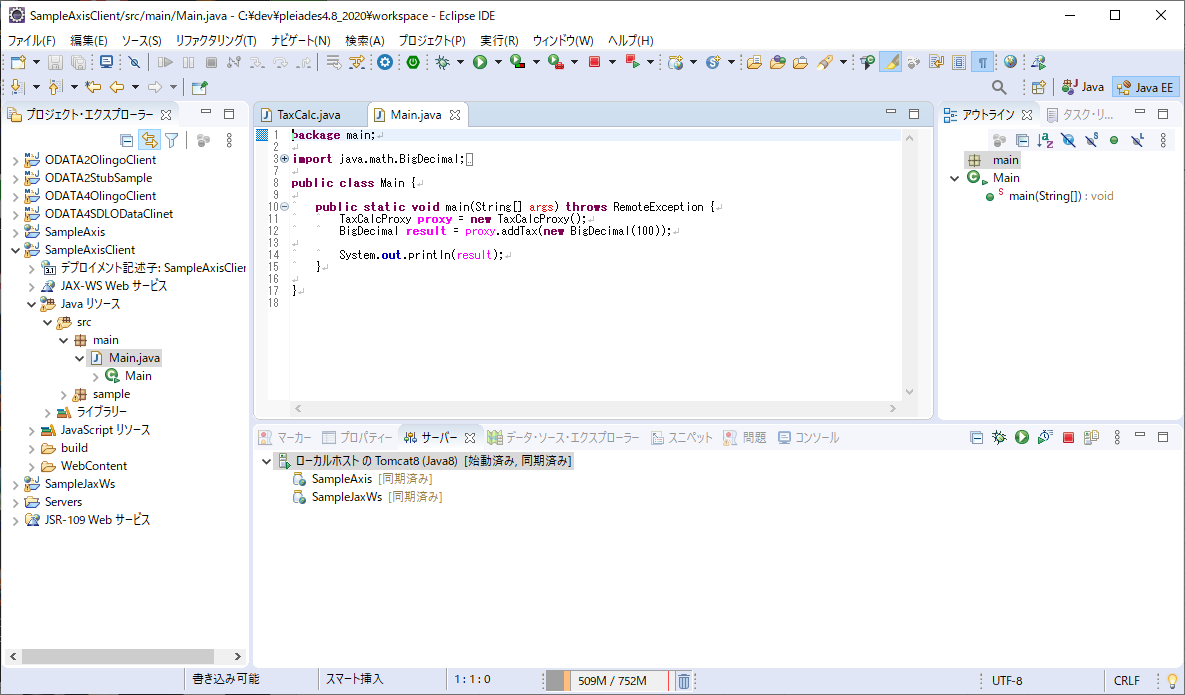 SampleAxisClient/src/main/Main.java - C:¥dev¥pleiades4.8_2020¥workspace - Eclipse IDE
ファイル(F) 編集(E) ソース(S) リファクタリング(T) ナビゲート(N) 検索(A) プロジェクト(P) 実行(R) ウィンドウ(W) ヘルプ(H)
Java Java EE
プロジェクト・エクスプローラー
ODATA2OlingoClient
ODATA2StubSample
ODATA4OlingoClient
ODATA4SDLODataClinet
SampleAxis
SampleAxisClient
デプロイメント記述子: SampleAxisClier
JAX-WS Web サービス
Java リソース
src
main
Main.java
Main
sample
ライブラリー
JavaScript リソース
build
WebContent
SampleJaxWs
Servers
JSR-109 Web サービス
TaxCalc.java Main.java
1 package main;
2
3 import java.math.BigDecimal;
7
8 public class Main {
9
10 public static void main(String[] args) throws RemoteException {
11 TaxCalcProxy proxy = new TaxCalcProxy();
12 BigDecimal result = proxy.addTax(new BigDecimal(100));
13
14 System.out.println(result);
15 }
16
17 }
18
アウトライン タスク・リ...
main
Main
main(String[]) : void
マーカー プロパティー サーバー データ・ソース・エクスプローラー スニペット 問題 コンソール
ローカルホスト の Tomcat8 (Java8) [始動済み, 同期済み]
SampleAxis [同期済み]
SampleJaxWs [同期済み]
書き込み可能 スマート挿入 1 : 1 : 0 509M / 752M UTF-8 CRLF